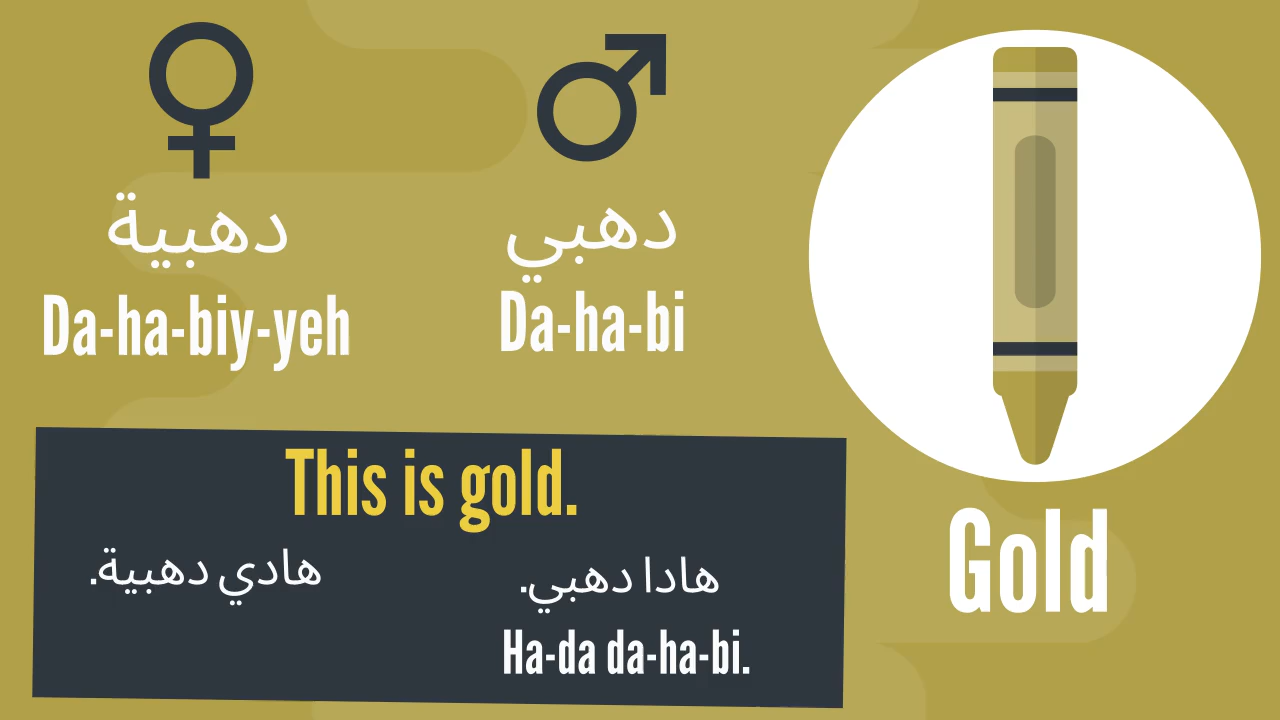 دهبية
Da-ha-biy-yeh
دهبي
Da-ha-bi
This is gold.
هادي دهبية.
هادا دهبي.
Ha-da da-ha-bi.
Gold